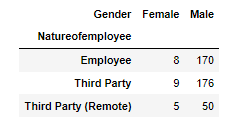 Gender Female Male
Natureofemployee
Employee 8 170
Third Party 9 176
Third Party (Remote) 5 50